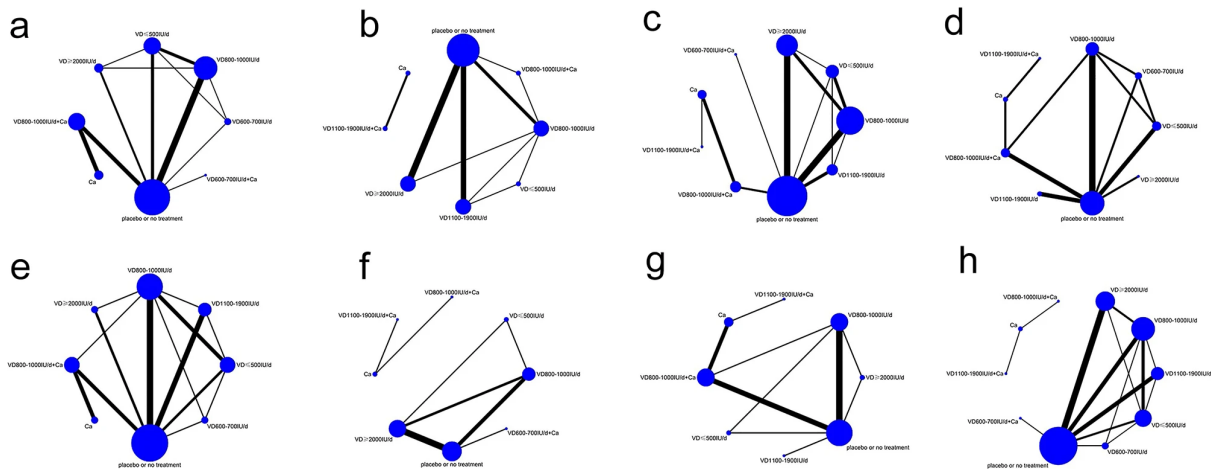 a
VD≤500IU/d
VD≥2000IU/d
VD800-1000IU/d
VD800-1000IU/d+Ca
VD600-700IU/d
Ca
VD600-700IU/d+Ca
placebo or no treatment
b
placebo or no treatment
Ca
VD800-1000IU/d+Ca
VD1100-1900IU/d+Ca
VD800-1000IU/d
VD≥2000IU/d
VD≤500IU/d
VD1100-1900IU/d
c
VD≥2000IU/d
VD600-700IU/d+Ca
VD≤500IU/d
Ca
VD800-1000IU/d
VD1100-1900IU/d+Ca
VD1100-1900IU/d
VD800-1000IU/d+Ca
placebo or no treatment
d
VD800-1000IU/d
VD1100-1900IU/d+Ca
VD600-700IU/d
Ca
VD≤500IU/d
VD800-1000IU/d+Ca
VD≥2000IU/d
VD1100-1900IU/d
placebo or no treatment
e
VD800-1000IU/d
VD≥2000IU/d
VD1100-1900IU/d
VD800-1000IU/d+Ca
VD≤500IU/d
Ca
VD600-700IU/d
placebo or no treatment
f
VD800-1000IU/d+Ca
VD1100-1900IU/d+Ca
VD≤500IU/d
Ca
VD800-1000IU/d
VD≥2000IU/d
VD600-700IU/d+Ca
placebo or no treatment
g
VD1100-1900IU/d+Ca
Ca
VD800-1000IU/d
VD800-1000IU/d+Ca
VD≥2000IU/d
VD≤500IU/d
placebo or no treatment
VD1100-1900IU/d
h
VD≥2000IU/d
VD800-1000IU/d+Ca
VD800-1000IU/d
Ca
VD1100-1900IU/d+Ca
VD1100-1900IU/d
VD600-700IU/d+Ca
VD≤500IU/d
VD600-700IU/d
placebo or no treatment